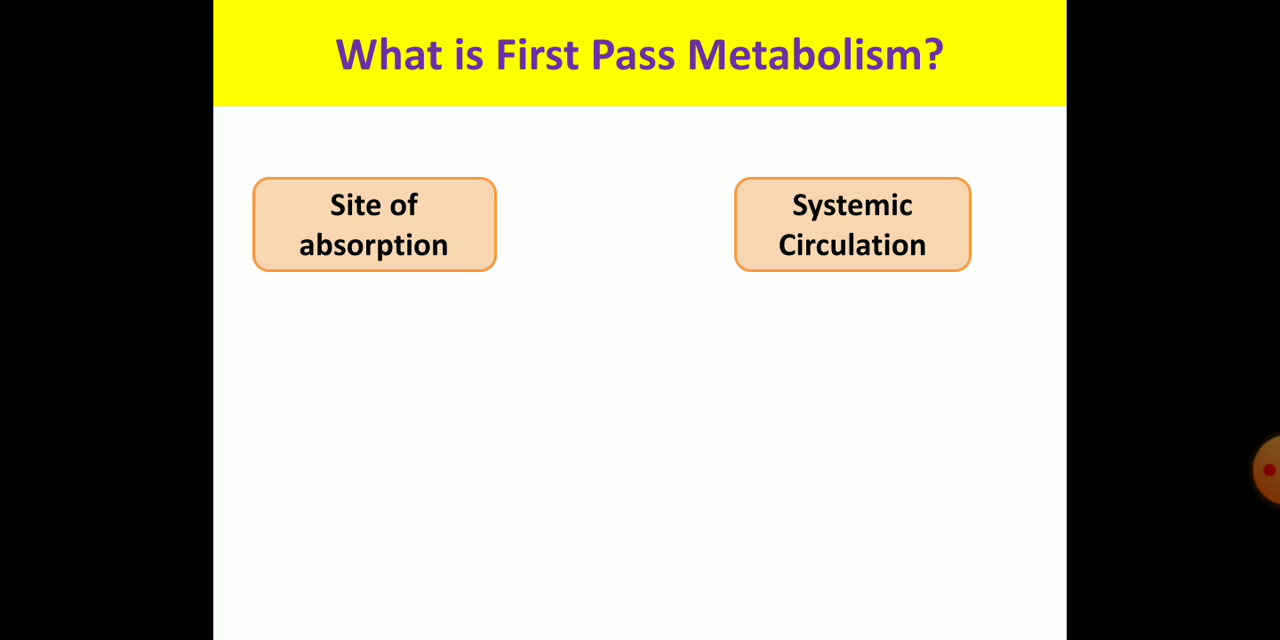 What is First Pass Metabolism?
Site of
absorption
Systemic
Circulation